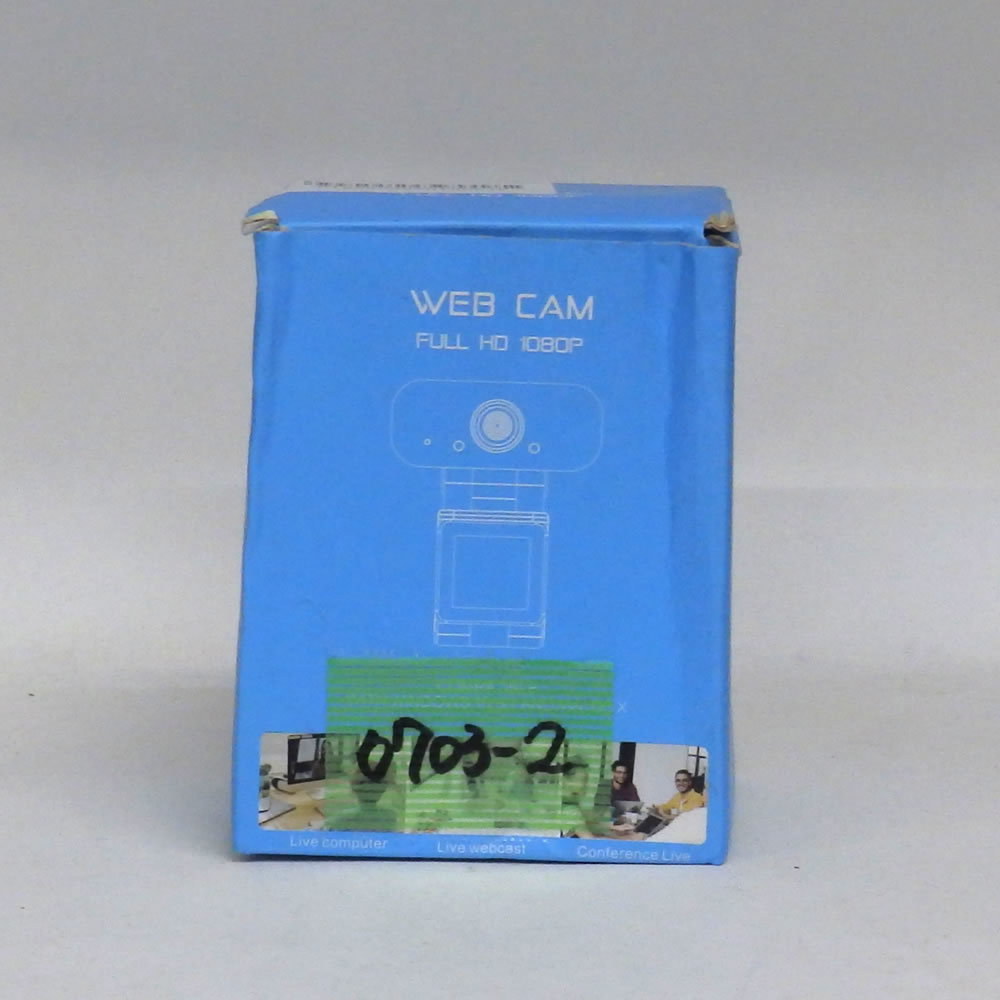 WEB CAM
FULL HD 1080P
0703-2
Live computer
Live webcast
Conference Live